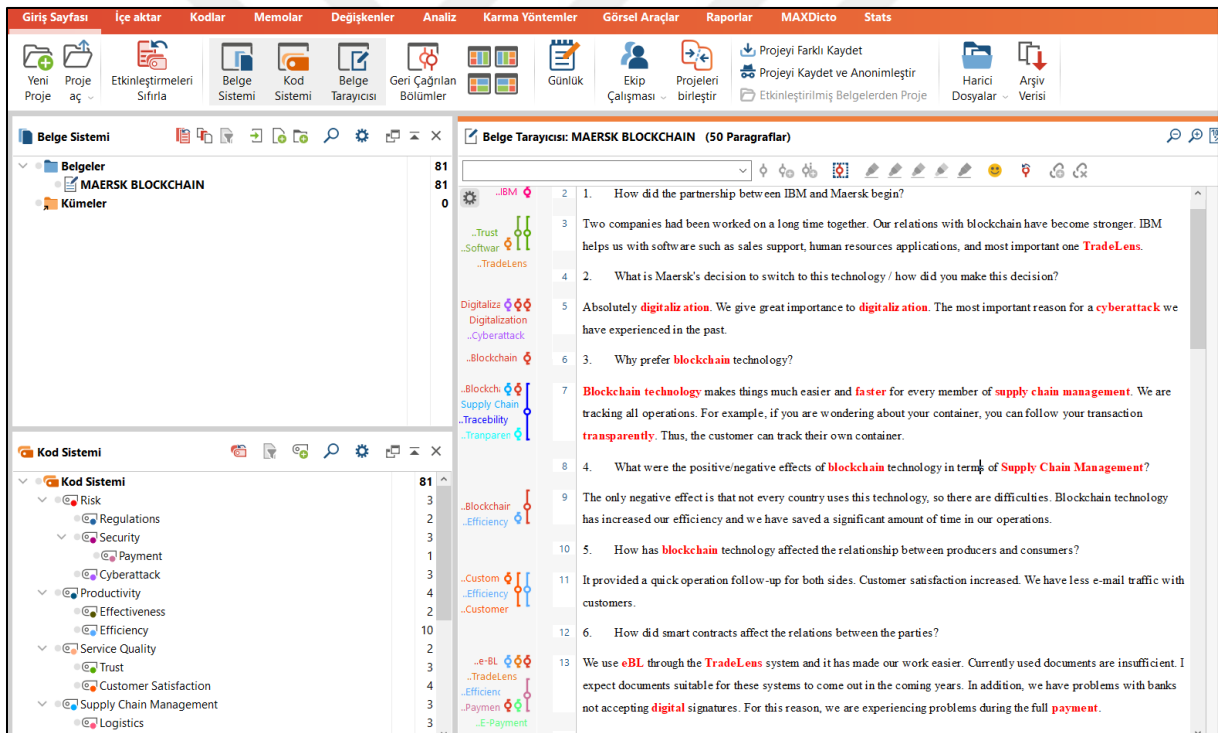 Giriş Sayfası İçe aktar Kodlar Memolar Değişkenler Analiz Karma Yöntemler Görsel Araçlar Raporlar MAXDicto Stats
Yeni Proje
Proje aç
Etkinleştirmeleri Sıfırla
Belge Sistemi
Kod Sistemi
Belge Tarayıcısı
Geri Çağrılan Bölümler
Günlük
Ekip Çalışması
Projeleri birleştir
Projeyi Farklı Kaydet
Projeyi Kaydet ve Anonimleştir
Etkinleştirilmiş Belgelerden Proje
Harici Dosyalar
Arşiv Verisi
Belge Sistemi
Belgeler 81
MAERSK BLOCKCHAIN 81
Kümeler 0
Kod Sistemi
Kod Sistemi 81
Risk 3
Regulations 2
Security 3
Payment 1
Cyberattack 3
Productivity 4
Effectiveness 2
Efficiency 10
Service Quality 2
Trust 3
Customer Satisfaction 4
Supply Chain Management 3
Logistics 3
Belge Tarayıcısı: MAERSK BLOCKCHAIN (50 Paragraflar)
..IBM
2 1. How did the partnership between IBM and Maersk begin?
..Trust
..Softwar
..TradeLens
3 Two companies had been worked on a long time together. Our relations with blockchain have become stronger. IBM
helps us with software such as sales support, human resources applications, and most important one TradeLens.
4 2. What is Maersk's decision to switch to this technology / how did you make this decision?
Digitaliza
Digitalization
..Cyberattack
5 Absolutely digitalization. We give great importance to digitalization. The most important reason for a cyberattack we
have experienced in the past.
..Blockchain
6 3. Why prefer blockchain technology?
..Blockch
Supply Chain
..Tracebility
..Tranparen
7 Blockchain technology makes things much easier and faster for every member of supply chain management. We are
tracking all operations. For example, if you are wondering about your container, you can follow your transaction
transparently. Thus, the customer can track their own container.
8 4. What were the positive/negative effects of blockchain technology in terms of Supply Chain Management?
..Blockchair
..Efficiency
9 The only negative effect is that not every country uses this technology, so there are difficulties. Blockchain technology
has increased our efficiency and we have saved a significant amount of time in our operations.
10 5. How has blockchain technology affected the relationship between producers and consumers?
..Custom
..Efficiency
..Customer
11 It provided a quick operation follow-up for both sides. Customer satisfaction increased. We have less e-mail traffic with
customers.
12 6. How did smart contracts affect the relations between the parties?
..e-BL
..TradeLens
..Efficienc
..Paymen
..E-Payment
13 We use eBL through the TradeLens system and it has made our work easier. Currently used documents are insufficient. I
expect documents suitable for these systems to come out in the coming years. In addition, we have problems with banks
not accepting digital signatures. For this reason, we are experiencing problems during the full payment.